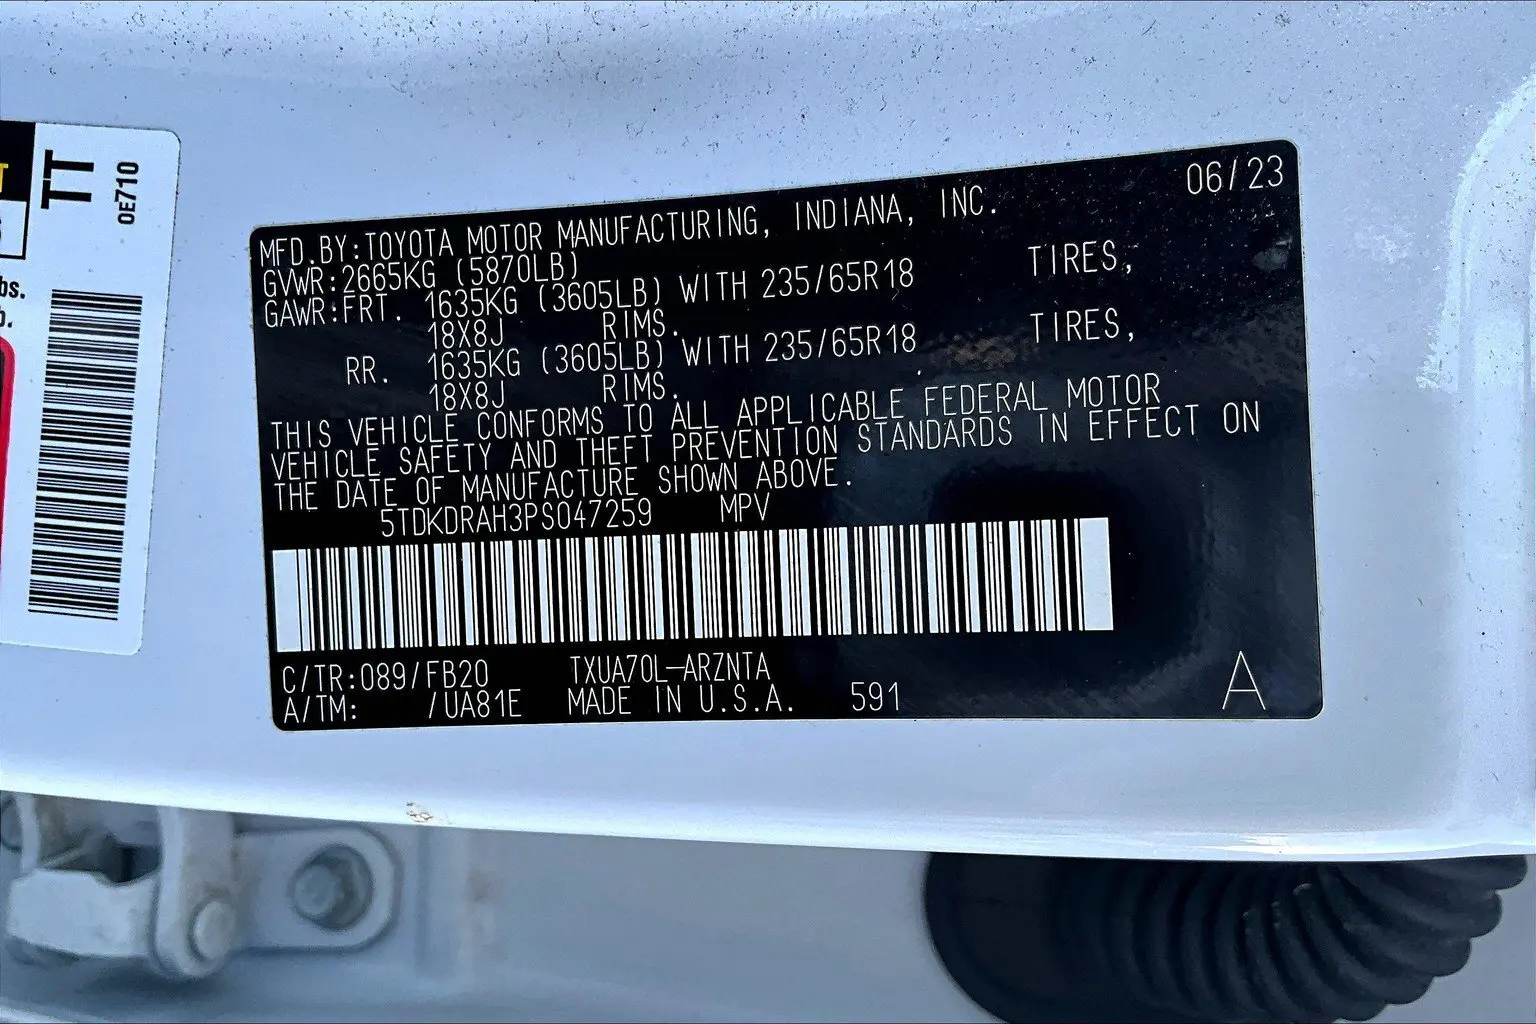 TT
0E710
bs.
b.
06/23
MFD.BY:TOYOTA MOTOR MANUFACTURING, INDIANA, INC.
GVWR:2665KG (5870LB)
GAWR:FRT. 1635KG (3605LB) WITH 235/65R18 TIRES,
18X8J RIMS.
RR. 1635KG (3605LB) WITH 235/65R18 TIRES,
18X8J RIMS.
THIS VEHICLE CONFORMS TO ALL APPLICABLE FEDERAL MOTOR
VEHICLE SAFETY AND THEFT PREVENTION STANDARDS IN EFFECT ON
THE DATE OF MANUFACTURE SHOWN ABOVE.
5TDKDRAH3PS047259 MPV
C/TR:089/FB20 TXUA70L-ARZNTA
A/TM: /UA81E MADE IN U.S.A. 591 A